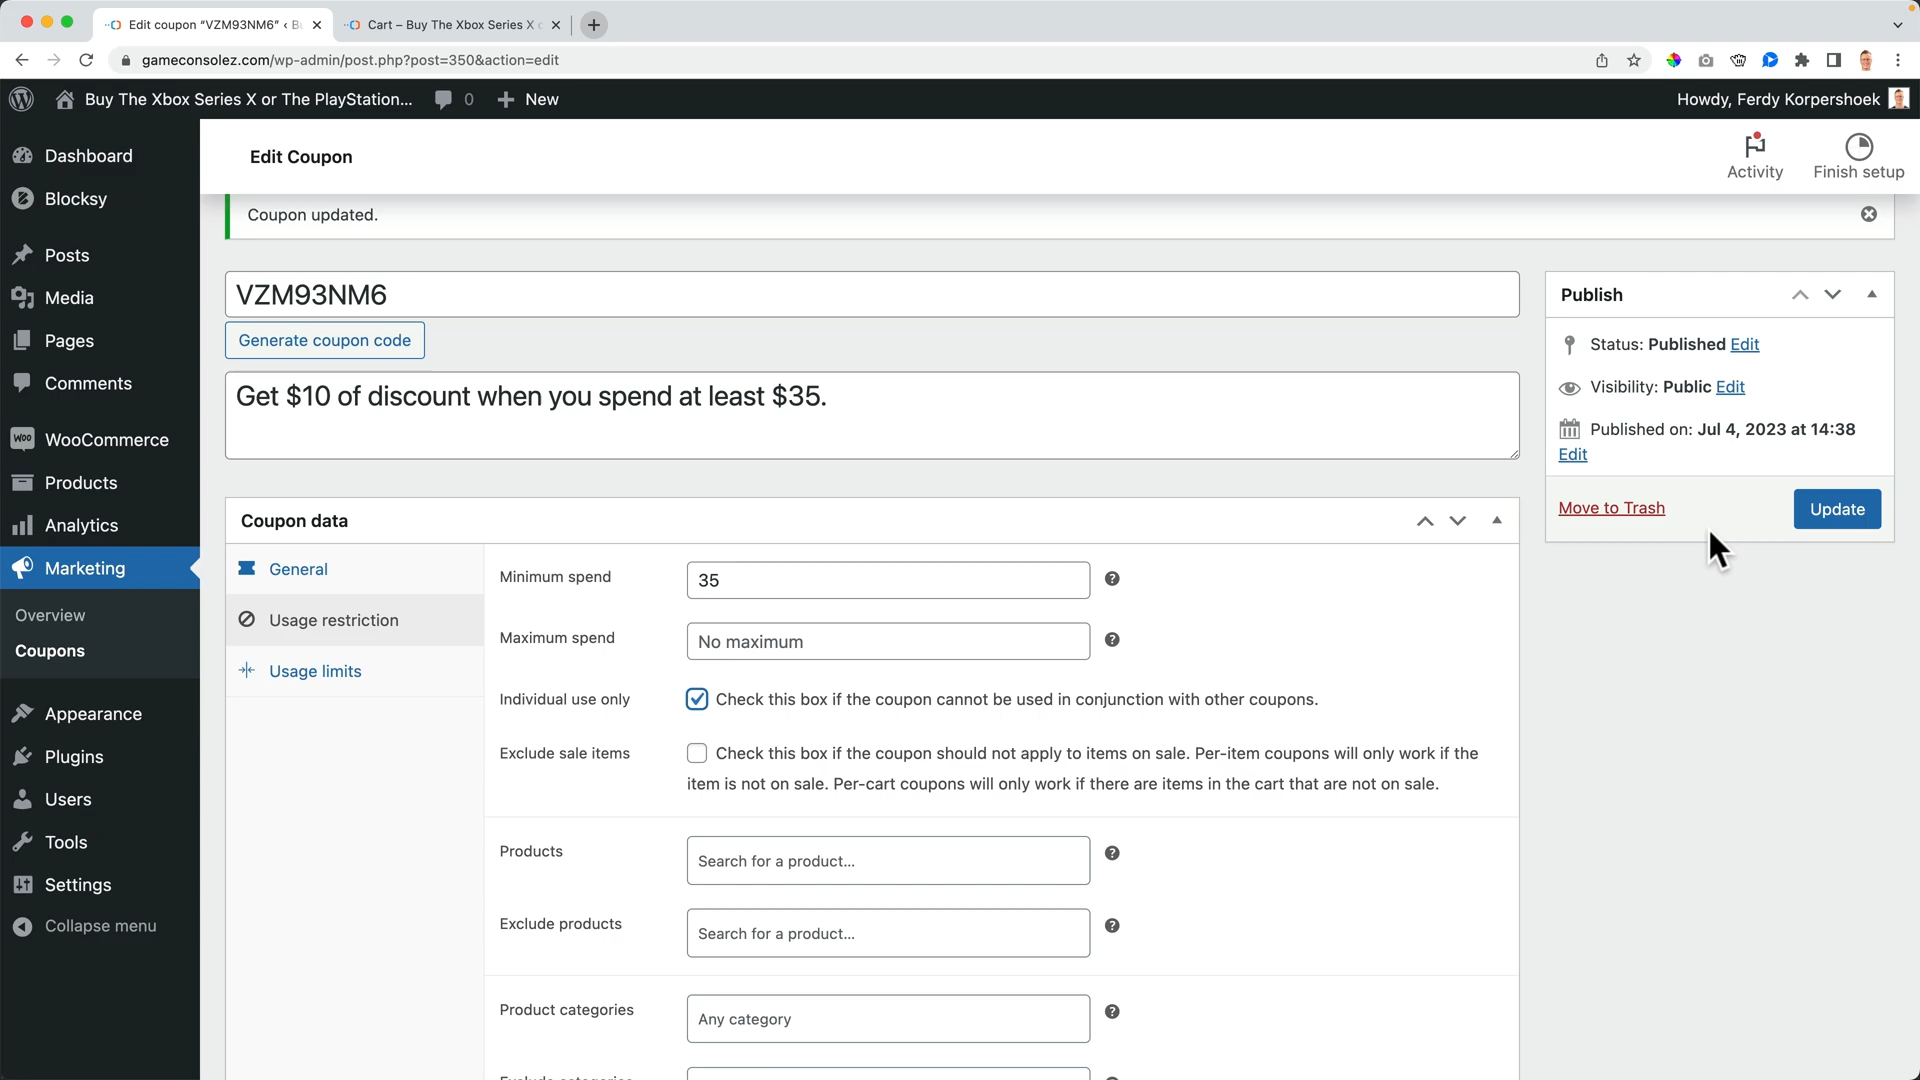 Edit coupon “VZM93NM6” ‹ Bu
Cart – Buy The Xbox Series X o
gameconsolez.com/wp-admin/post.php?post=350&action=edit
Buy The Xbox Series X or The PlayStation...
0
New
Howdy, Ferdy Korpershoek
Dashboard
Blocksy
Posts
Media
Pages
Comments
WooCommerce
Products
Analytics
Marketing
Overview
Coupons
Appearance
Plugins
Users
Tools
Settings
Collapse menu
Edit Coupon
Activity
Finish setup
Coupon updated.
VZM93NM6
Generate coupon code
Get $10 of discount when you spend at least $35.
Publish
Status: Published Edit
Visibility: Public Edit
Published on: Jul 4, 2023 at 14:38
Edit
Move to Trash
Update
Coupon data
General
Usage restriction
Usage limits
Minimum spend
35
Maximum spend
No maximum
Individual use only
Check this box if the coupon cannot be used in conjunction with other coupons.
Exclude sale items
Check this box if the coupon should not apply to items on sale. Per-item coupons will only work if the
item is not on sale. Per-cart coupons will only work if there are items in the cart that are not on sale.
Products
Search for a product…
Exclude products
Search for a product…
Product categories
Any category